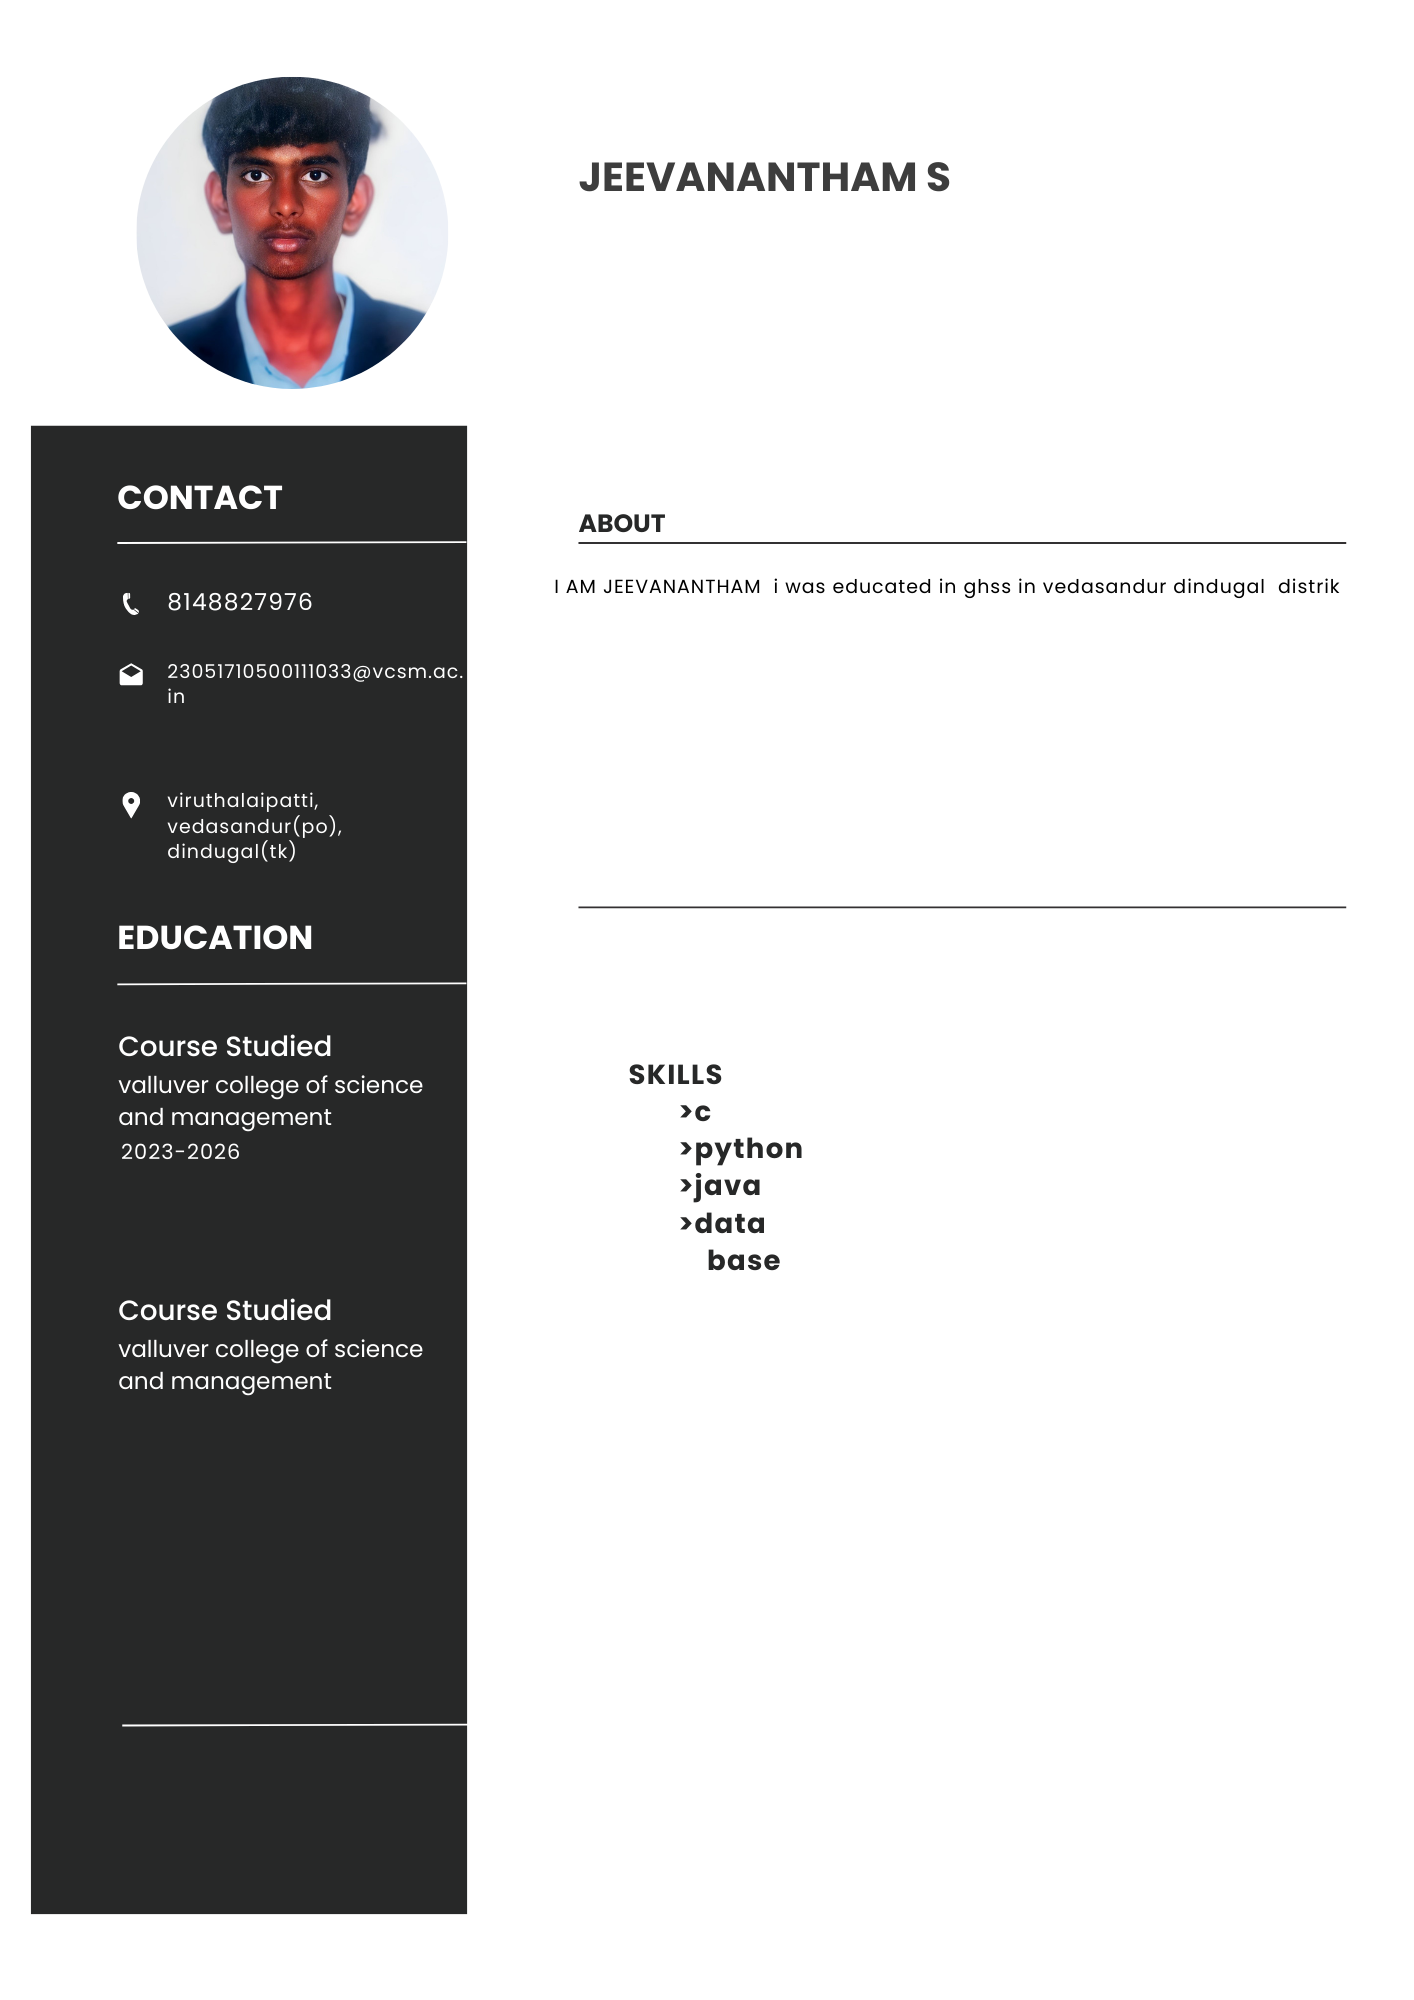 JEEVANANTHAM S
CONTACT
8148827976
23051710500111033@vcsm.ac.
in
viruthalaipatti,
vedasandur(po),
dindugal(tk)
EDUCATION
Course Studied
valluver college of science
and management
2023-2026
Course Studied
valluver college of science
and management
ABOUT
I AM JEEVANANTHAM  i was educated in ghss in vedasandur dindugal  distrik
SKILLS
>c
>python
>java
>data
base